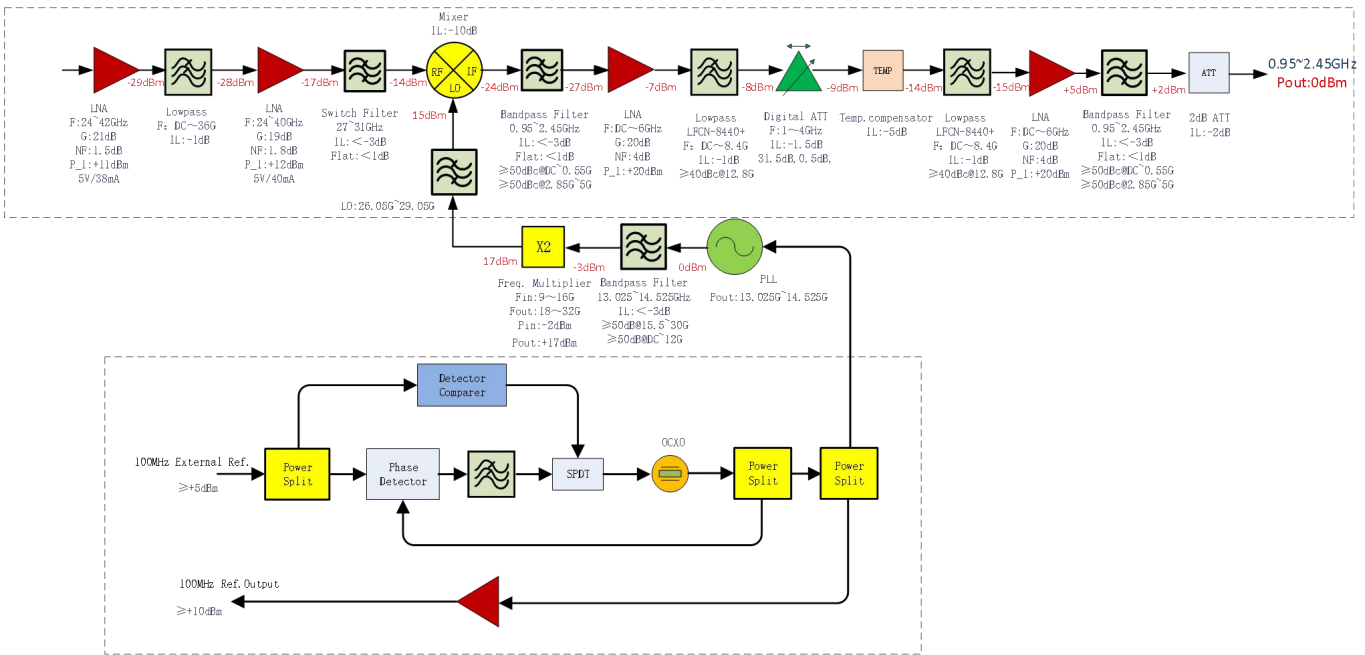 Mixer
IL:-10dB
RF
IF
LO
-29dBm
-28dBm
-17dBm
-14dBm
-24dBm
-27dBm
-7dBm
-8dBm
-9dBm
TEMP
-14dBm
-15dBm
+5dBm
+2dBm
ATT
0.95~2.45GHz
Pout:0dBm
LNA
F:24~42GHz
G:21dB
NF:1.5dB
P_1:+11dBm
5V/38mA
Lowpass
F: DC~36G
IL:-1dB
LNA
F:24~40GHz
G:19dB
NF:1.8dB
P_1:+12dBm
5V/40mA
Switch Filter
27~31GHz
IL:<-3dB
Flat:<1dB
15dBm
Bandpass Filter
0.95~2.45GHz
IL:<-3dB
Flat:<1dB
≥50dBc@DC~0.55G
≥50dBc@2.85G~5G
LNA
F:DC~6GHz
G:20dB
NF:4dB
P_1:+20dBm
Lowpass
LFCN-8440+
F: DC~8.4G
IL:-1dB
≥40dBc@12.8G
Digital ATT
F:1~4GHz
IL:-1.5dB
31.5dB, 0.5dB,
Temp.compensator
IL:-5dB
Lowpass
LFCN-8440+
F: DC~8.4G
IL:-1dB
≥40dBc@12.8G
LNA
F:DC~6GHz
G:20dB
NF:4dB
P_1:+20dBm
Bandpass Filter
0.95~2.45GHz
IL:<-3dB
Flat:<1dB
≥50dBc@DC~0.55G
≥50dBc@2.85G~5G
2dB ATT
IL:-2dB
LO:26.05G~29.05G
17dBm
X2
-3dBm
0dBm
Freq. Multiplier
Fin:9~16G
Fout:18~32G
Pin:-2dBm
Pout:+17dBm
Bandpass Filter
13.025~14.525GHz
IL:<-3dB
≥50dB@15.5~30G
≥50dB@DC~12G
PLL
Pout:13.025G~14.525G
Detector
Comparer
100MHz External Ref.
≥+5dBm
Power
Split
Phase
Detector
SPDT
OCXO
Power
Split
Power
Split
100MHz Ref.Output
≥+10dBm